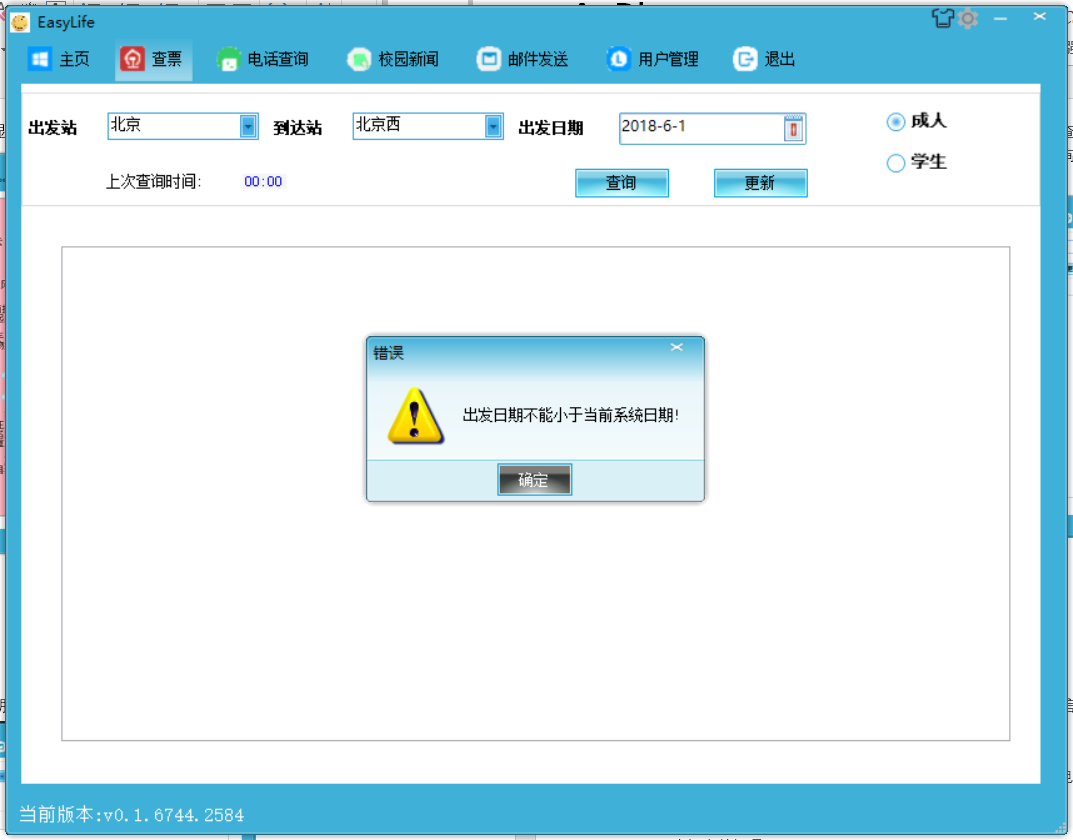 EasyLife
主页 查票 电话查询 校园新闻 邮件发送 用户管理 退出
出发站 北京 到达站 北京西 出发日期 2018-6-1 成人
学生
上次查询时间: 00:00 查询 更新
错误
出发日期不能小于当前系统日期!
确定
当前版本:v0.1.6744.2584